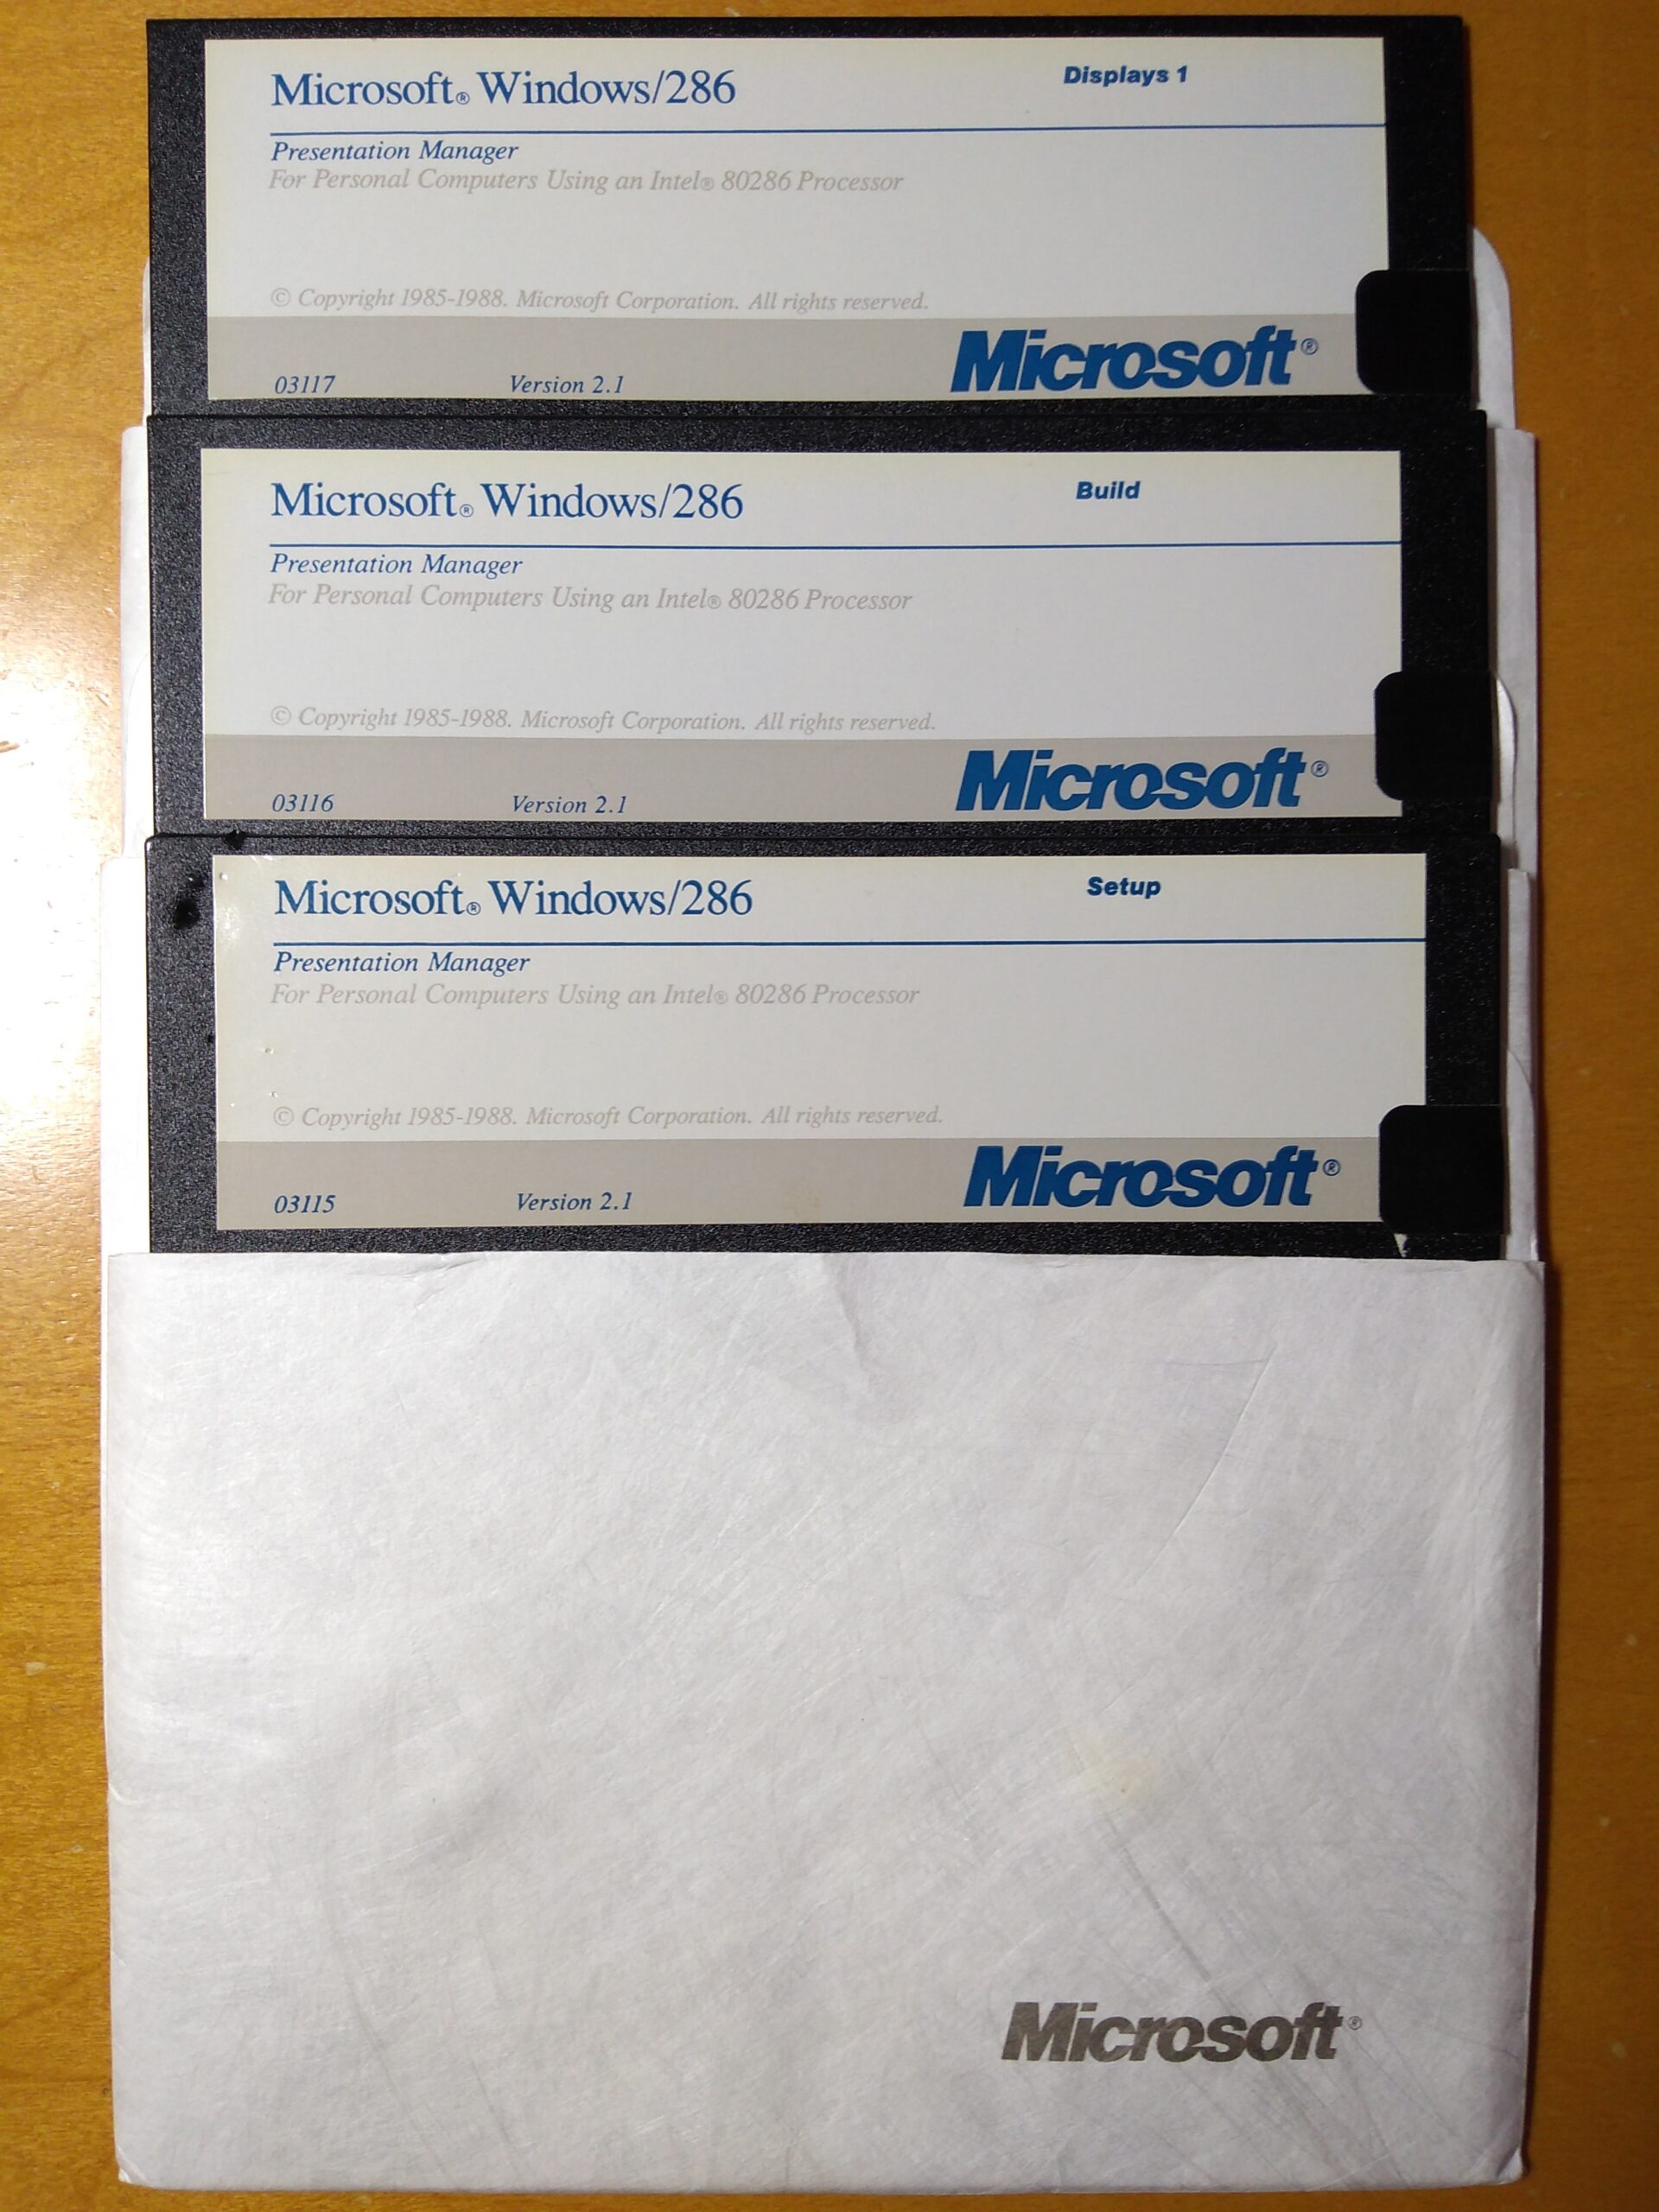 Microsoft® Windows/286
Displays 1
Presentation Manager
For Personal Computers Using an Intel® 80286 Processor
© Copyright 1985-1988. Microsoft Corporation. All rights reserved.
03117
Version 2.1
Microsoft®
Microsoft® Windows/286
Build
Presentation Manager
For Personal Computers Using an Intel® 80286 Processor
© Copyright 1985-1988. Microsoft Corporation. All rights reserved.
03116
Version 2.1
Microsoft®
Microsoft® Windows/286
Setup
Presentation Manager
For Personal Computers Using an Intel® 80286 Processor
© Copyright 1985-1988. Microsoft Corporation. All rights reserved.
03115
Version 2.1
Microsoft®
Microsoft®